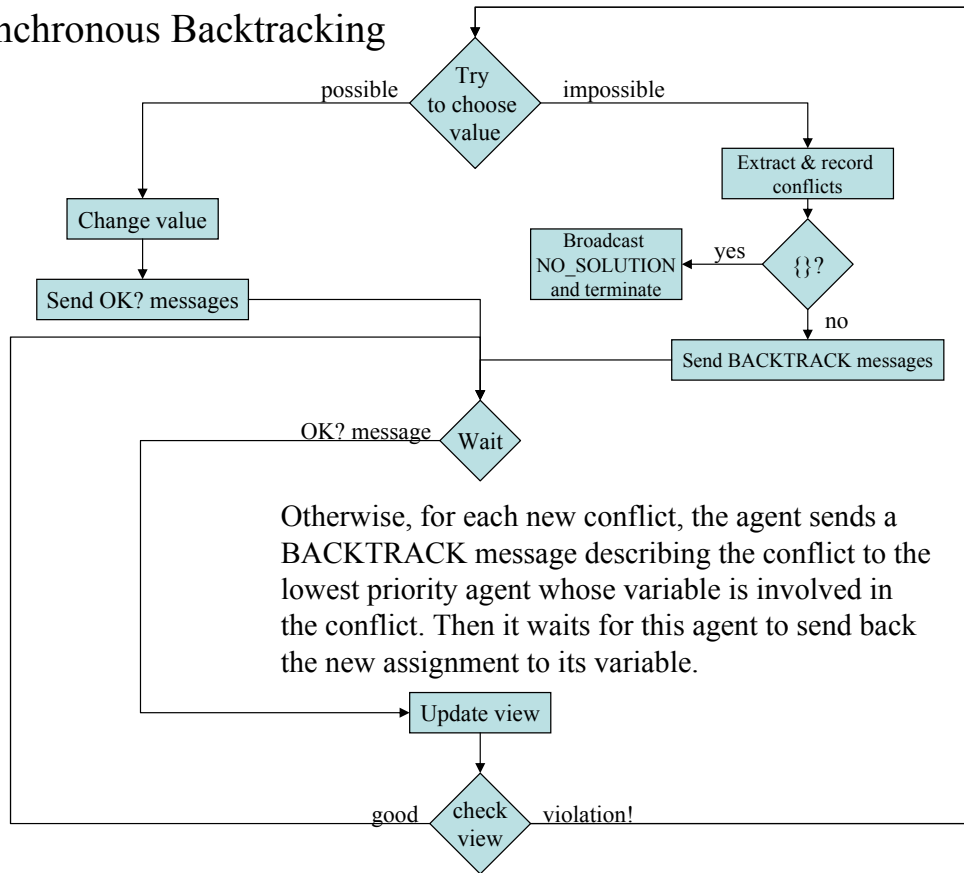 nchronous Backtracking
Try
to choose
value
possible
impossible
Extract & record
conflicts
Change value
Broadcast
NO_SOLUTION
and terminate
yes
{}?
Send OK? messages
no
Send BACKTRACK messages
OK? message
Wait
Otherwise, for each new conflict, the agent sends a
BACKTRACK message describing the conflict to the
lowest priority agent whose variable is involved in
the conflict. Then it waits for this agent to send back
the new assignment to its variable.
Update view
good
check
view
violation!